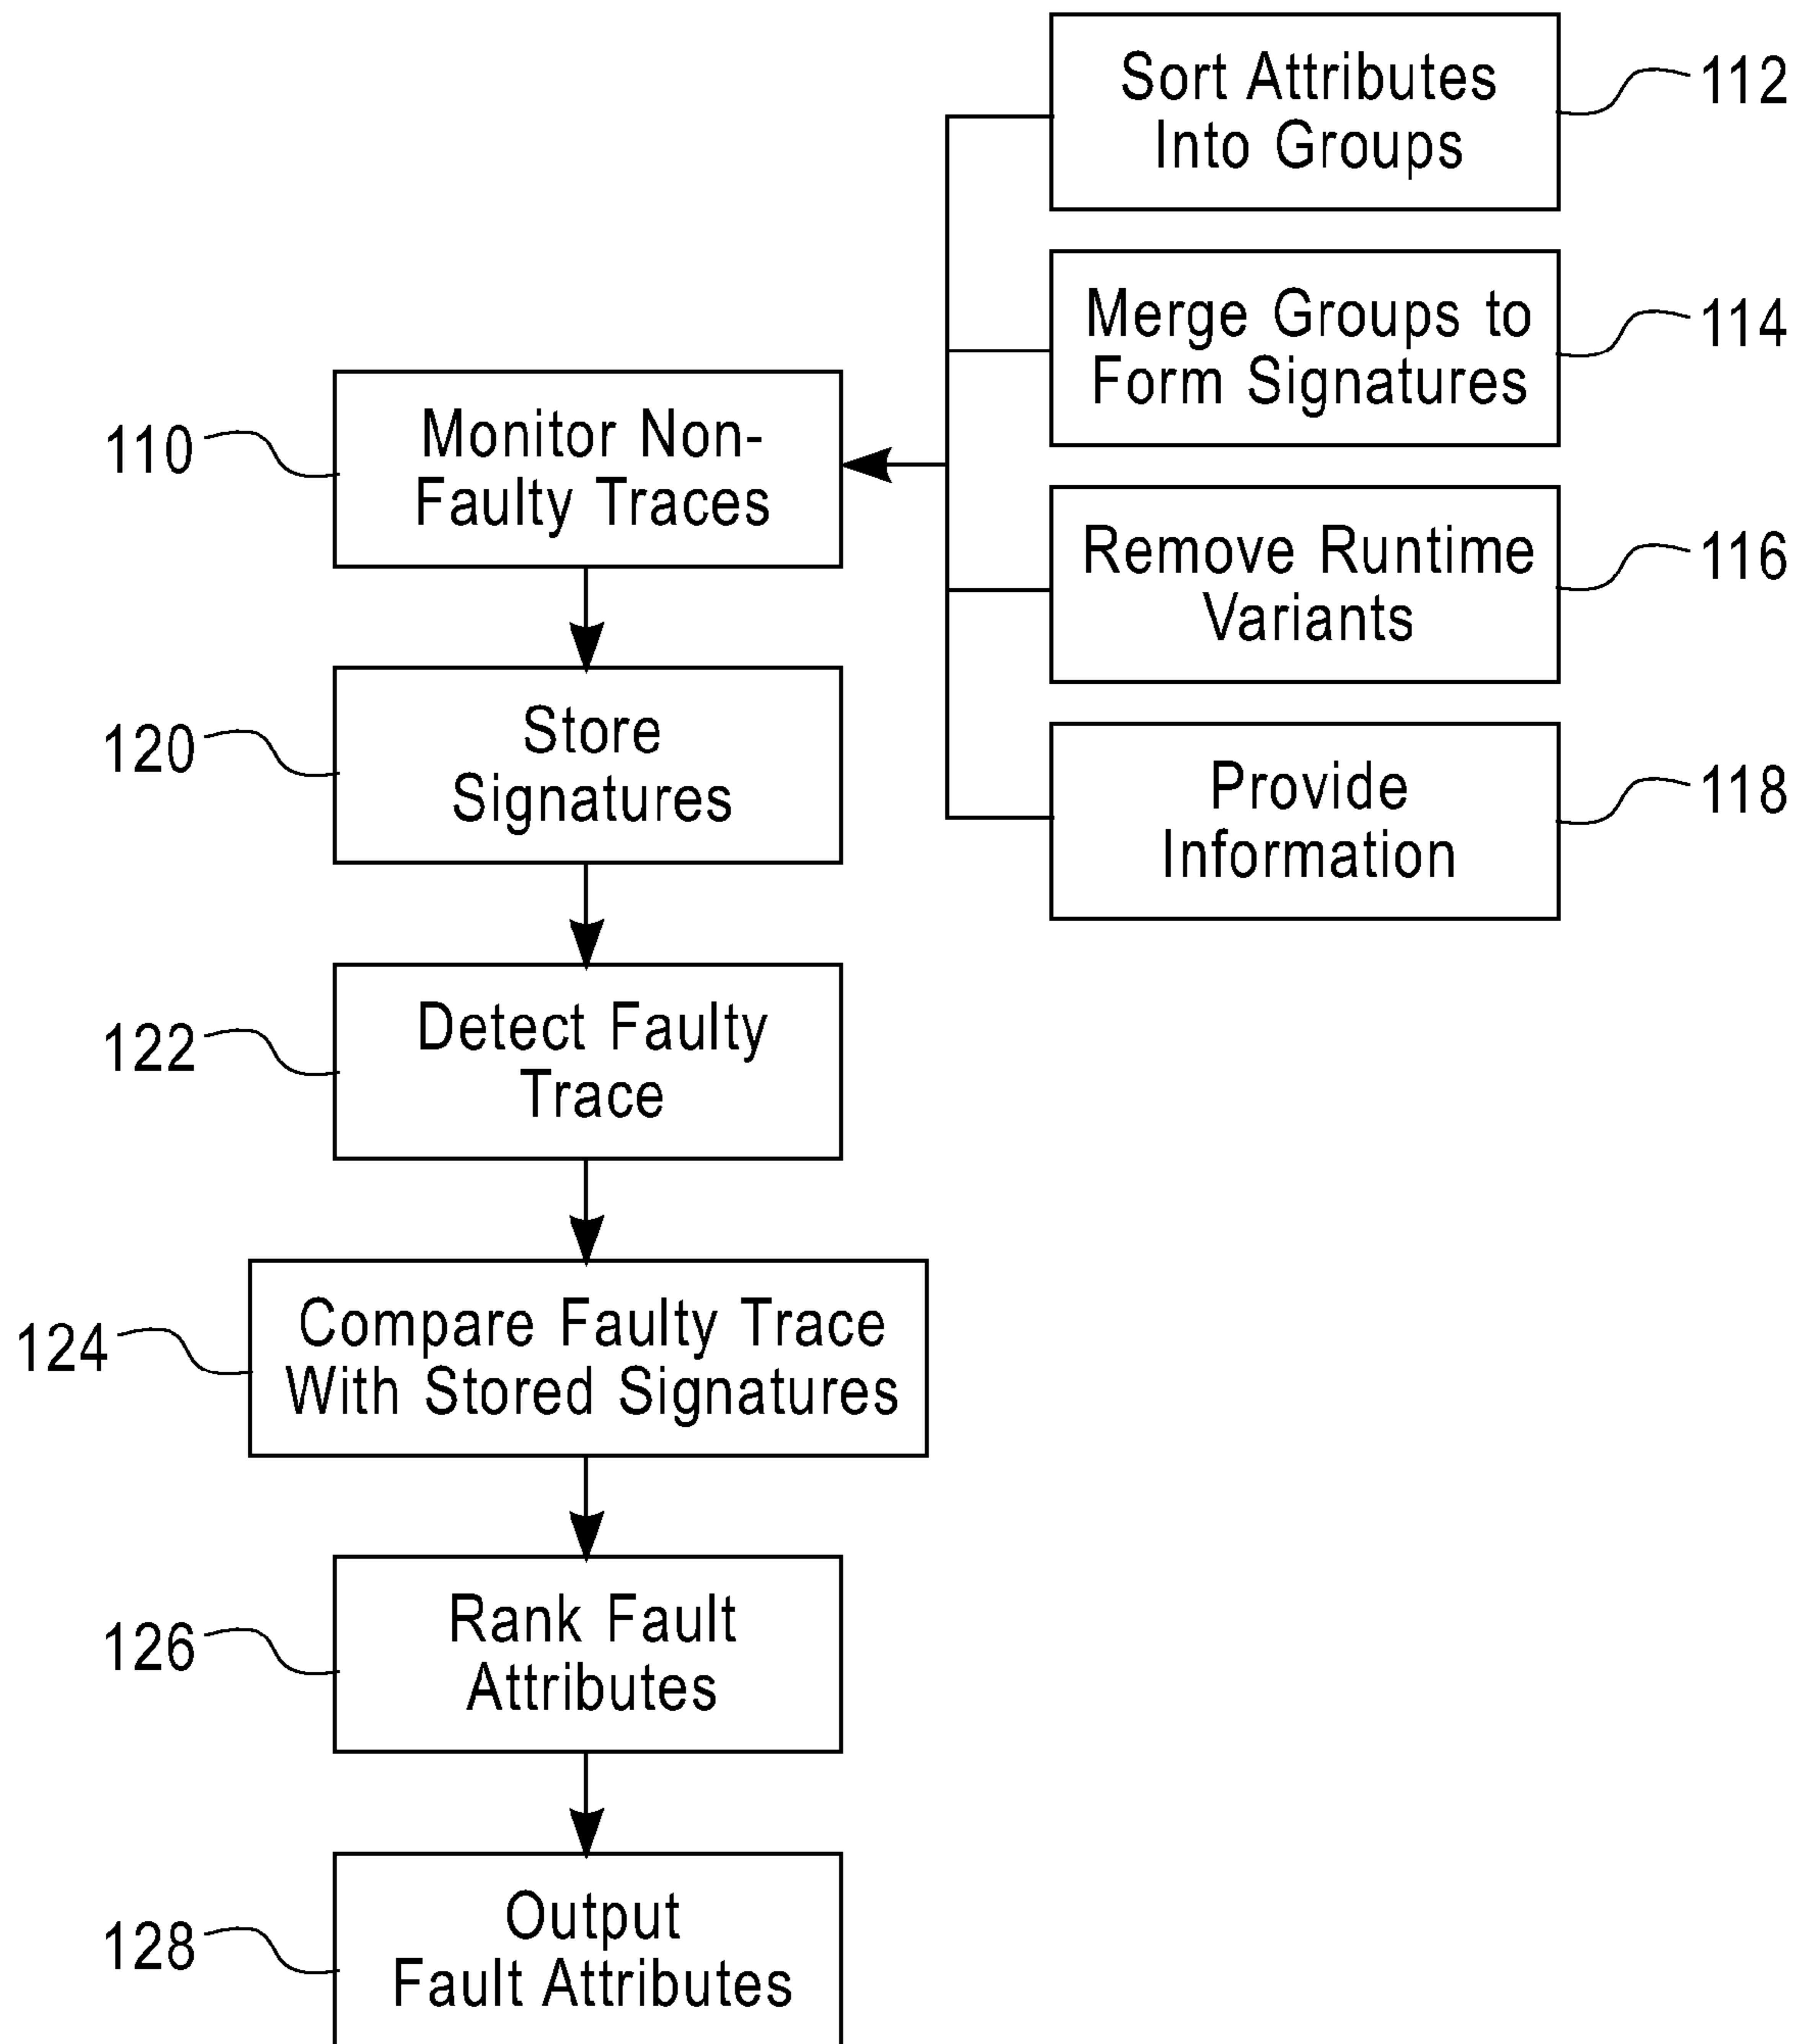 Sort Attributes
Into Groups
112
Merge Groups to
Form Signatures
114
110
Monitor Non-
Faulty Traces
Remove Runtime
Variants
116
120
Store
Signatures
Provide
Information
118
122
Detect Faulty
Trace
124
Compare Faulty Trace
With Stored Signatures
126
Rank Fault
Attributes
128
Output
Fault Attributes